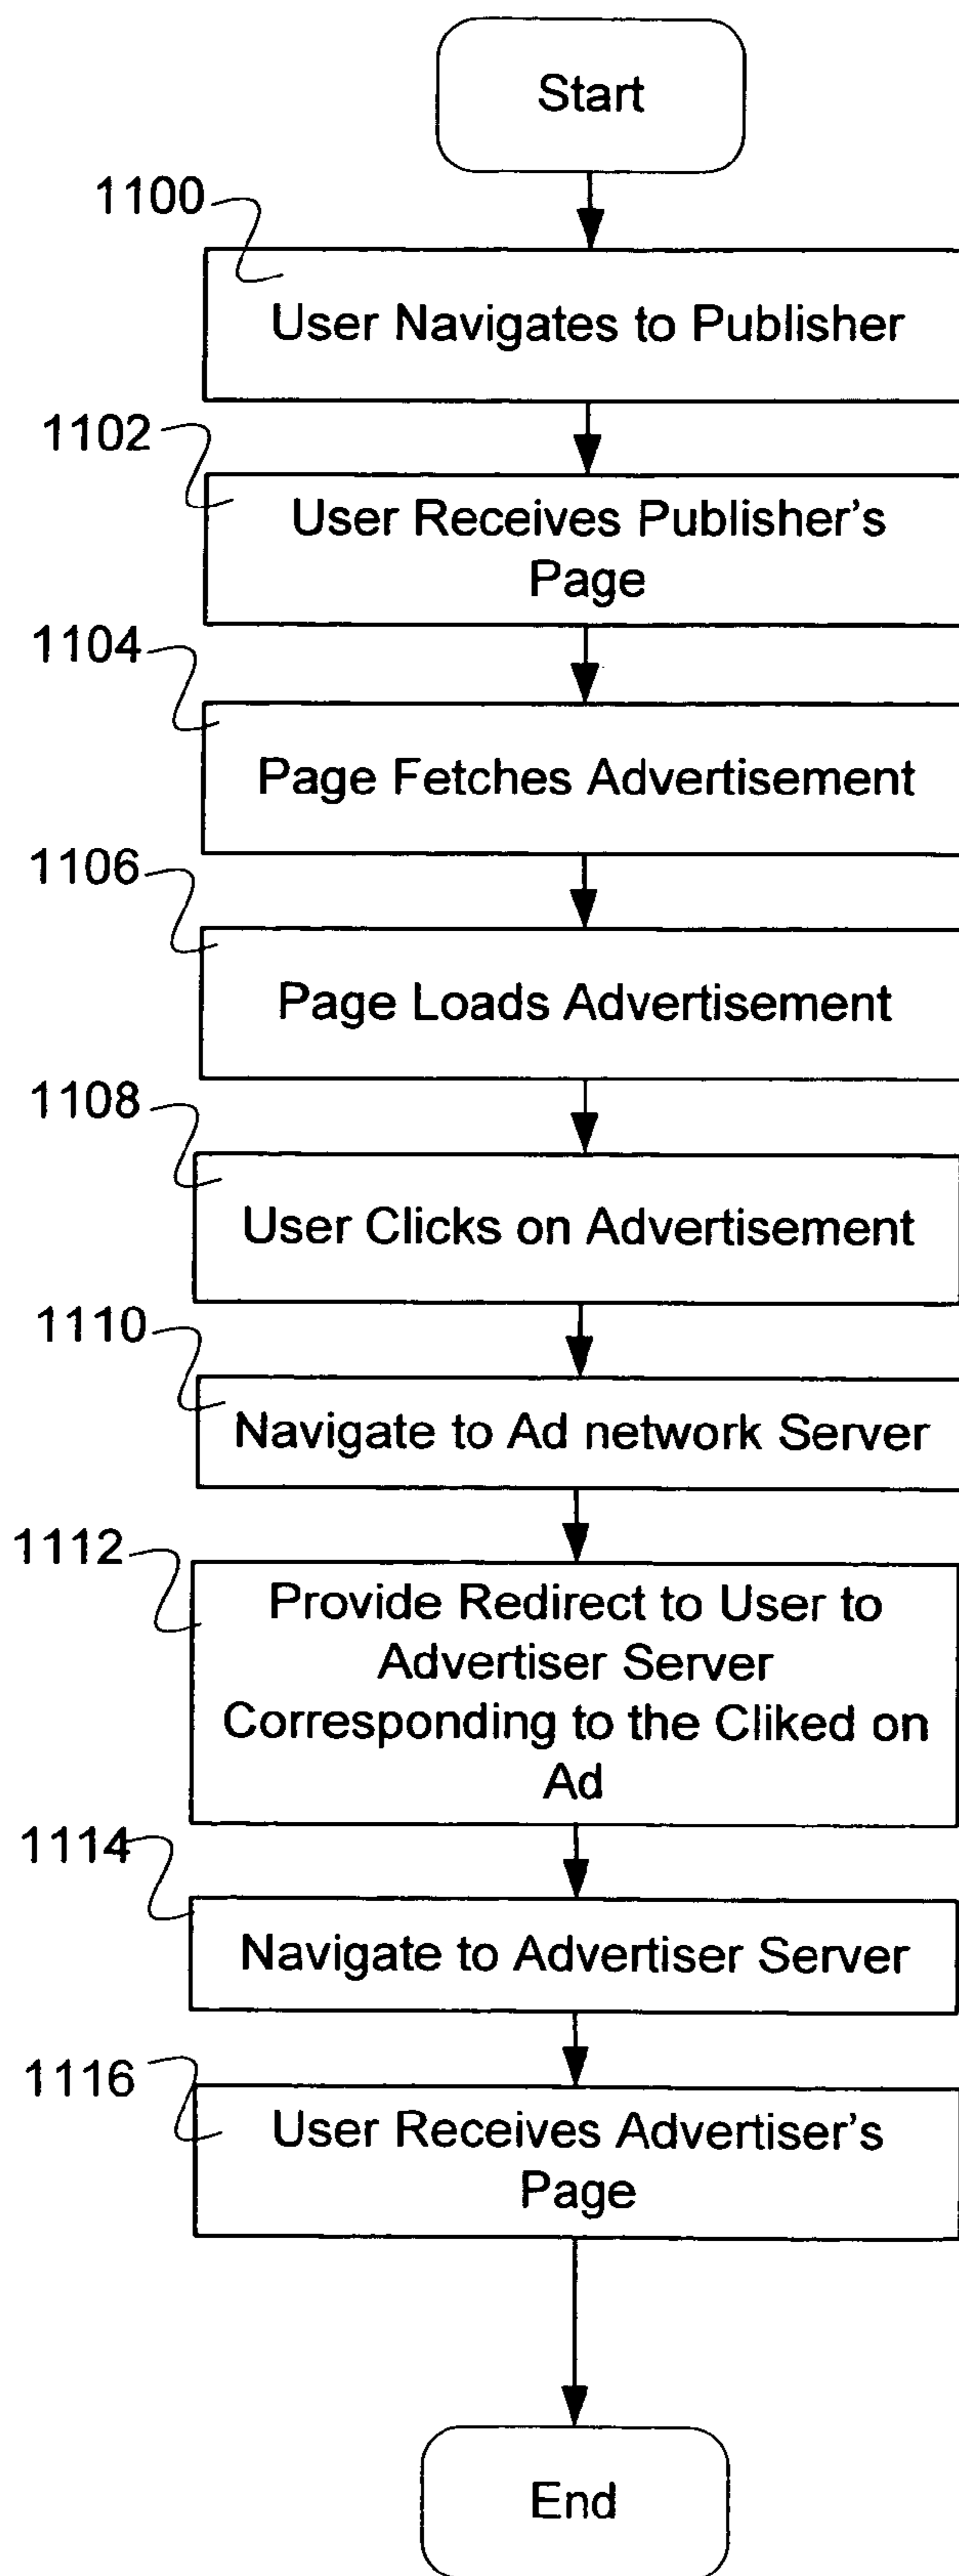 Start
1100
User Navigates to Publisher
1102
User Receives Publisher's
Page
1104
Page Fetches Advertisement
1106
Page Loads Advertisement
1108
User Clicks on Advertisement
1110
Navigate to Ad network Server
1112
Provide Redirect to User to
Advertiser Server
Corresponding to the Cliked on
Ad
1114
Navigate to Advertiser Server
1116
User Receives Advertiser's
Page
End